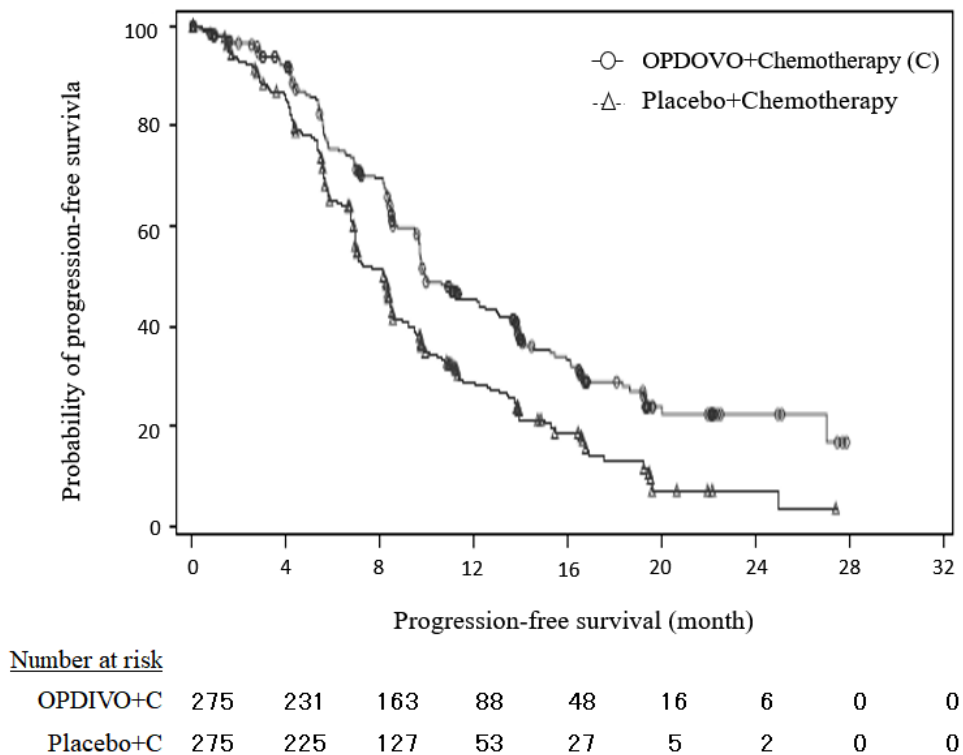 100
80
60
40
20
0
Probability of progression-free survivla
OPDOVO+Chemotherapy (C)
Placebo+Chemotherapy
0 4 8 12 16 20 24 28 32
Progression-free survival (month)
Number at risk
OPDIVO+C 275 231 163 88 48 16 6 0 0
Placebo+C 275 225 127 53 27 5 2 0 0